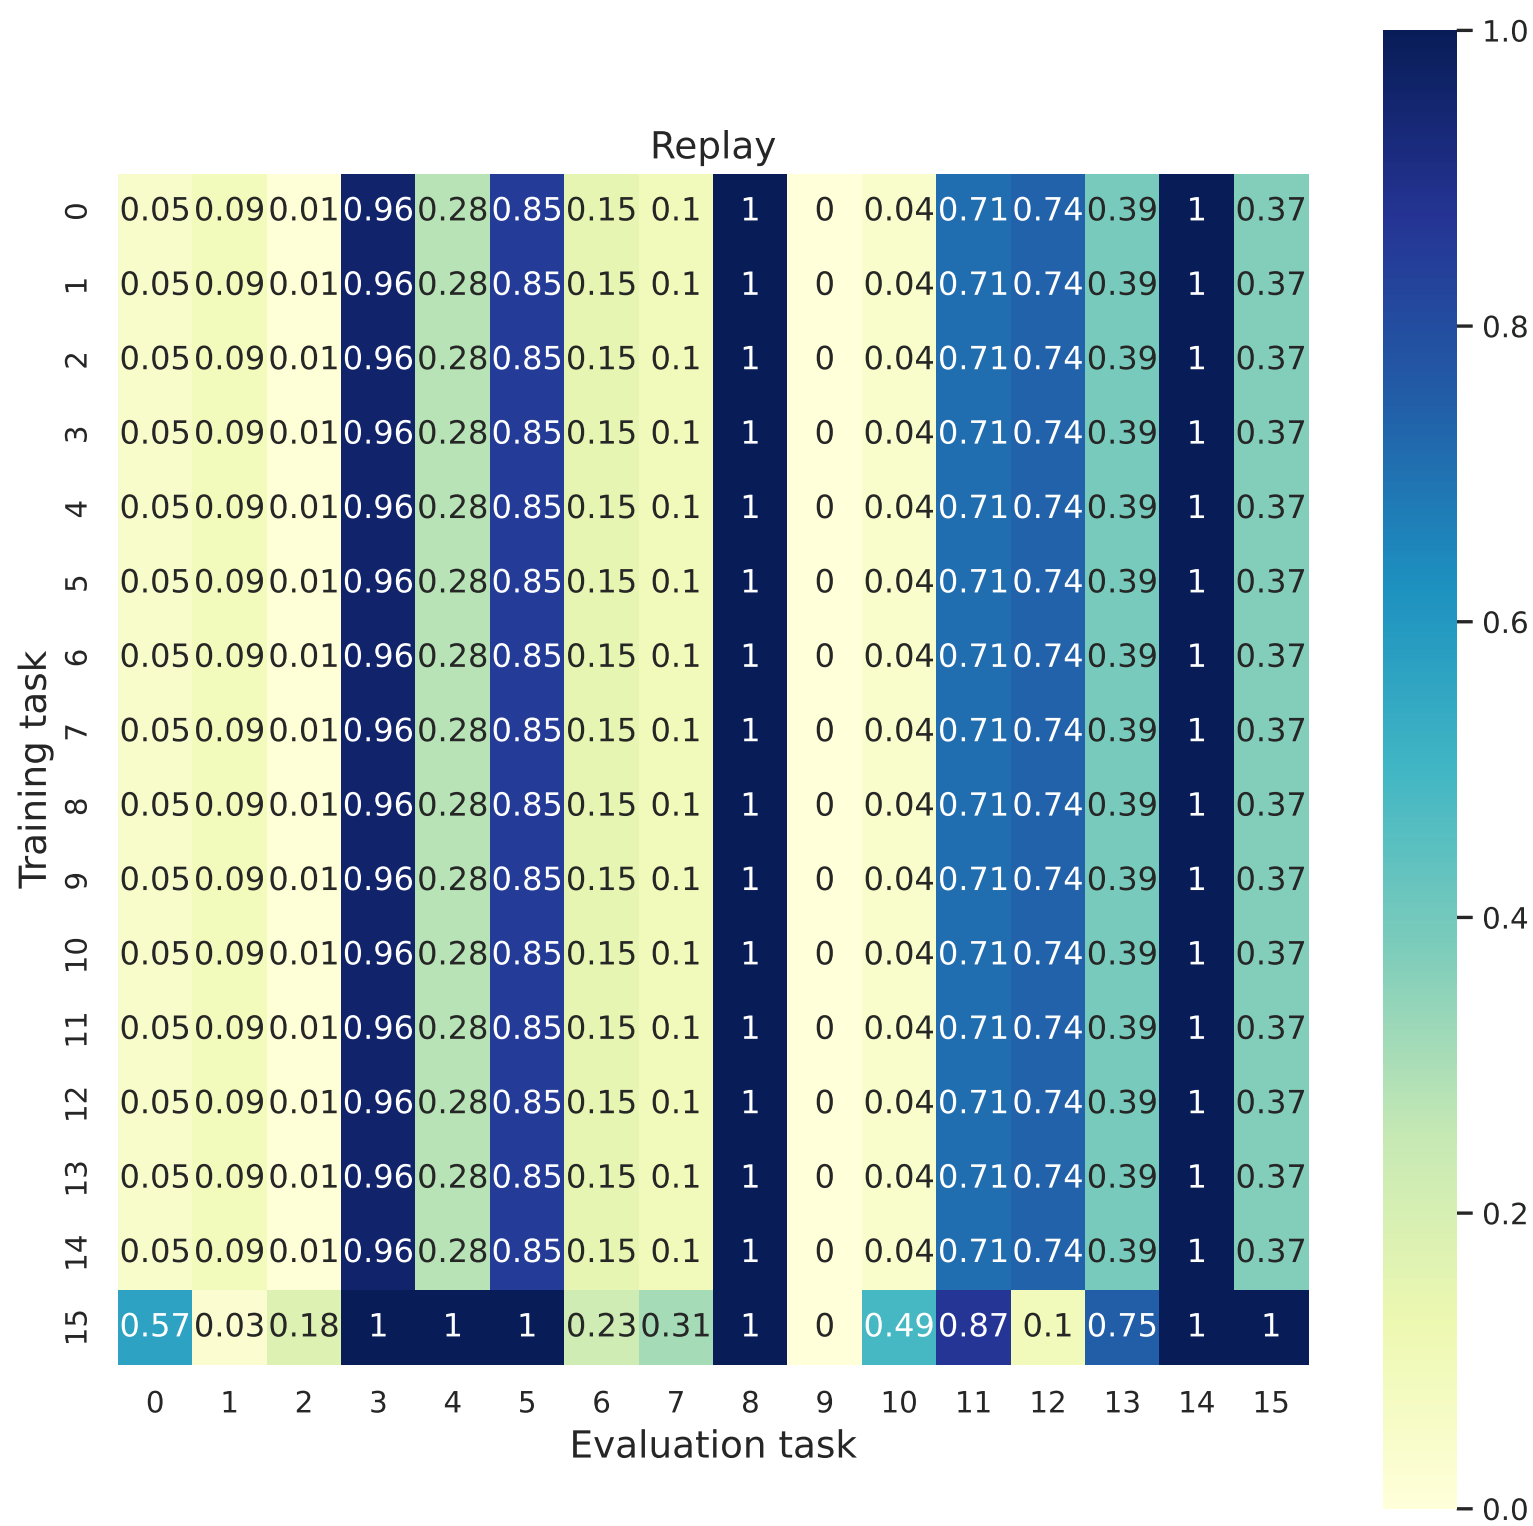 Replay
0 0.05 0.09 0.01 0.96 0.28 0.85 0.15 0.1 1 0 0.04 0.71 0.74 0.39 1 0.37
1 0.05 0.09 0.01 0.96 0.28 0.85 0.15 0.1 1 0 0.04 0.71 0.74 0.39 1 0.37
2 0.05 0.09 0.01 0.96 0.28 0.85 0.15 0.1 1 0 0.04 0.71 0.74 0.39 1 0.37
3 0.05 0.09 0.01 0.96 0.28 0.85 0.15 0.1 1 0 0.04 0.71 0.74 0.39 1 0.37
4 0.05 0.09 0.01 0.96 0.28 0.85 0.15 0.1 1 0 0.04 0.71 0.74 0.39 1 0.37
5 0.05 0.09 0.01 0.96 0.28 0.85 0.15 0.1 1 0 0.04 0.71 0.74 0.39 1 0.37
6 0.05 0.09 0.01 0.96 0.28 0.85 0.15 0.1 1 0 0.04 0.71 0.74 0.39 1 0.37
7 0.05 0.09 0.01 0.96 0.28 0.85 0.15 0.1 1 0 0.04 0.71 0.74 0.39 1 0.37
8 0.05 0.09 0.01 0.96 0.28 0.85 0.15 0.1 1 0 0.04 0.71 0.74 0.39 1 0.37
9 0.05 0.09 0.01 0.96 0.28 0.85 0.15 0.1 1 0 0.04 0.71 0.74 0.39 1 0.37
10 0.05 0.09 0.01 0.96 0.28 0.85 0.15 0.1 1 0 0.04 0.71 0.74 0.39 1 0.37
11 0.05 0.09 0.01 0.96 0.28 0.85 0.15 0.1 1 0 0.04 0.71 0.74 0.39 1 0.37
12 0.05 0.09 0.01 0.96 0.28 0.85 0.15 0.1 1 0 0.04 0.71 0.74 0.39 1 0.37
13 0.05 0.09 0.01 0.96 0.28 0.85 0.15 0.1 1 0 0.04 0.71 0.74 0.39 1 0.37
14 0.05 0.09 0.01 0.96 0.28 0.85 0.15 0.1 1 0 0.04 0.71 0.74 0.39 1 0.37
15 0.57 0.03 0.18 1 1 1 0.23 0.31 1 0 0.49 0.87 0.1 0.75 1 1
0 1 2 3 4 5 6 7 8 9 10 11 12 13 14 15
Evaluation task
Training task
1.0
0.8
0.6
0.4
0.2
0.0